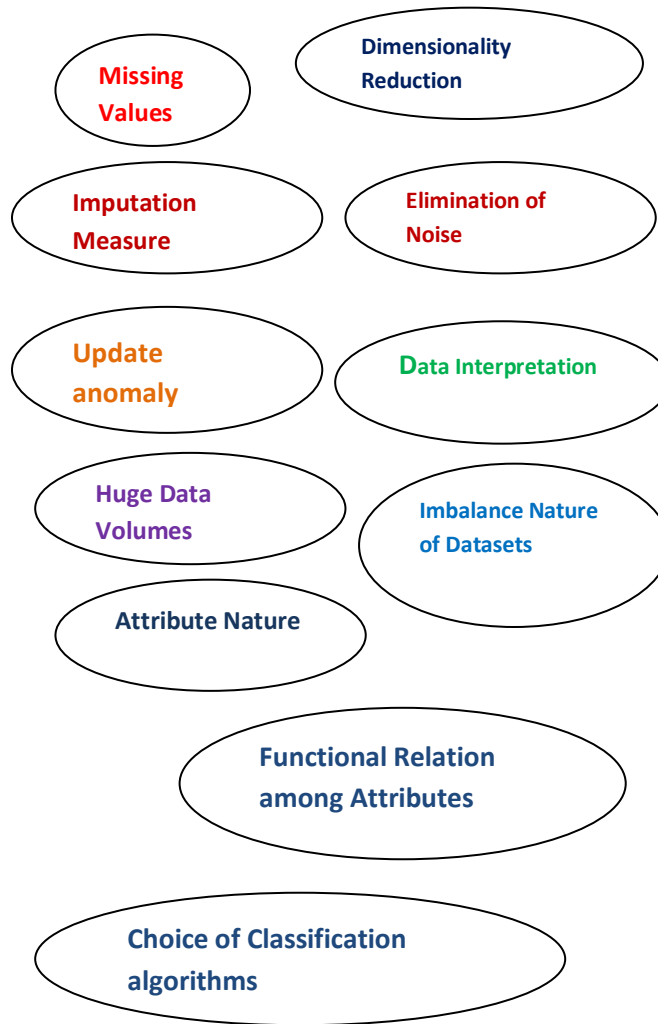 Missing
Values
Dimensionality
Reduction
Imputation
Measure
Elimination of
Noise
Update
anomaly
Data Interpretation
Huge Data
Volumes
Imbalance Nature
of Datasets
Attribute Nature
Functional Relation
among Attributes
Choice of Classification
algorithms